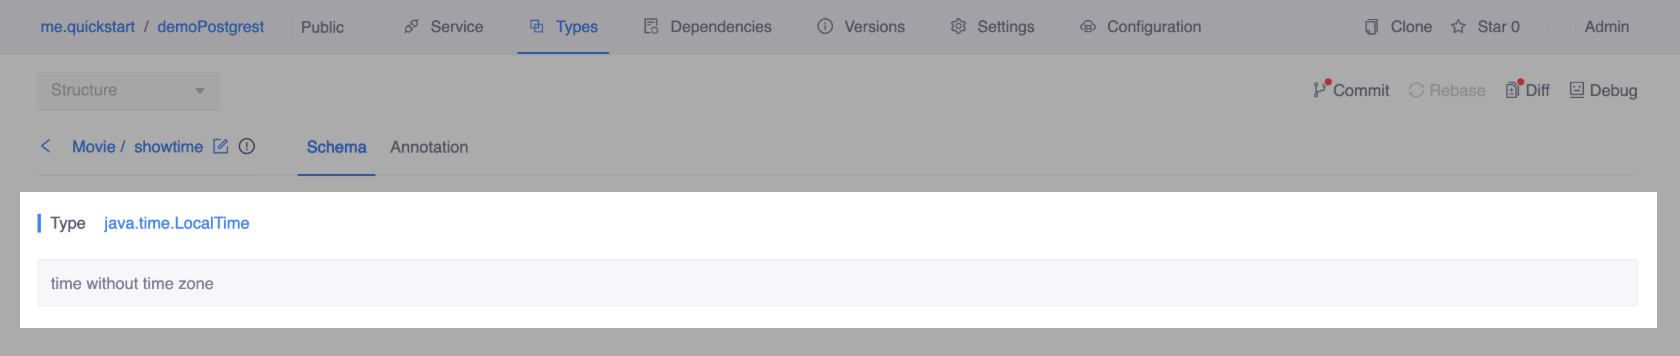 me.quickstart / demoPostgrest Public Service Types Dependencies Versions Settings Configuration Clone Star 0 Admin
Structure Commit Rebase Diff Debug
Movie / showtime Schema Annotation
Type java.time.LocalTime
time without time zone